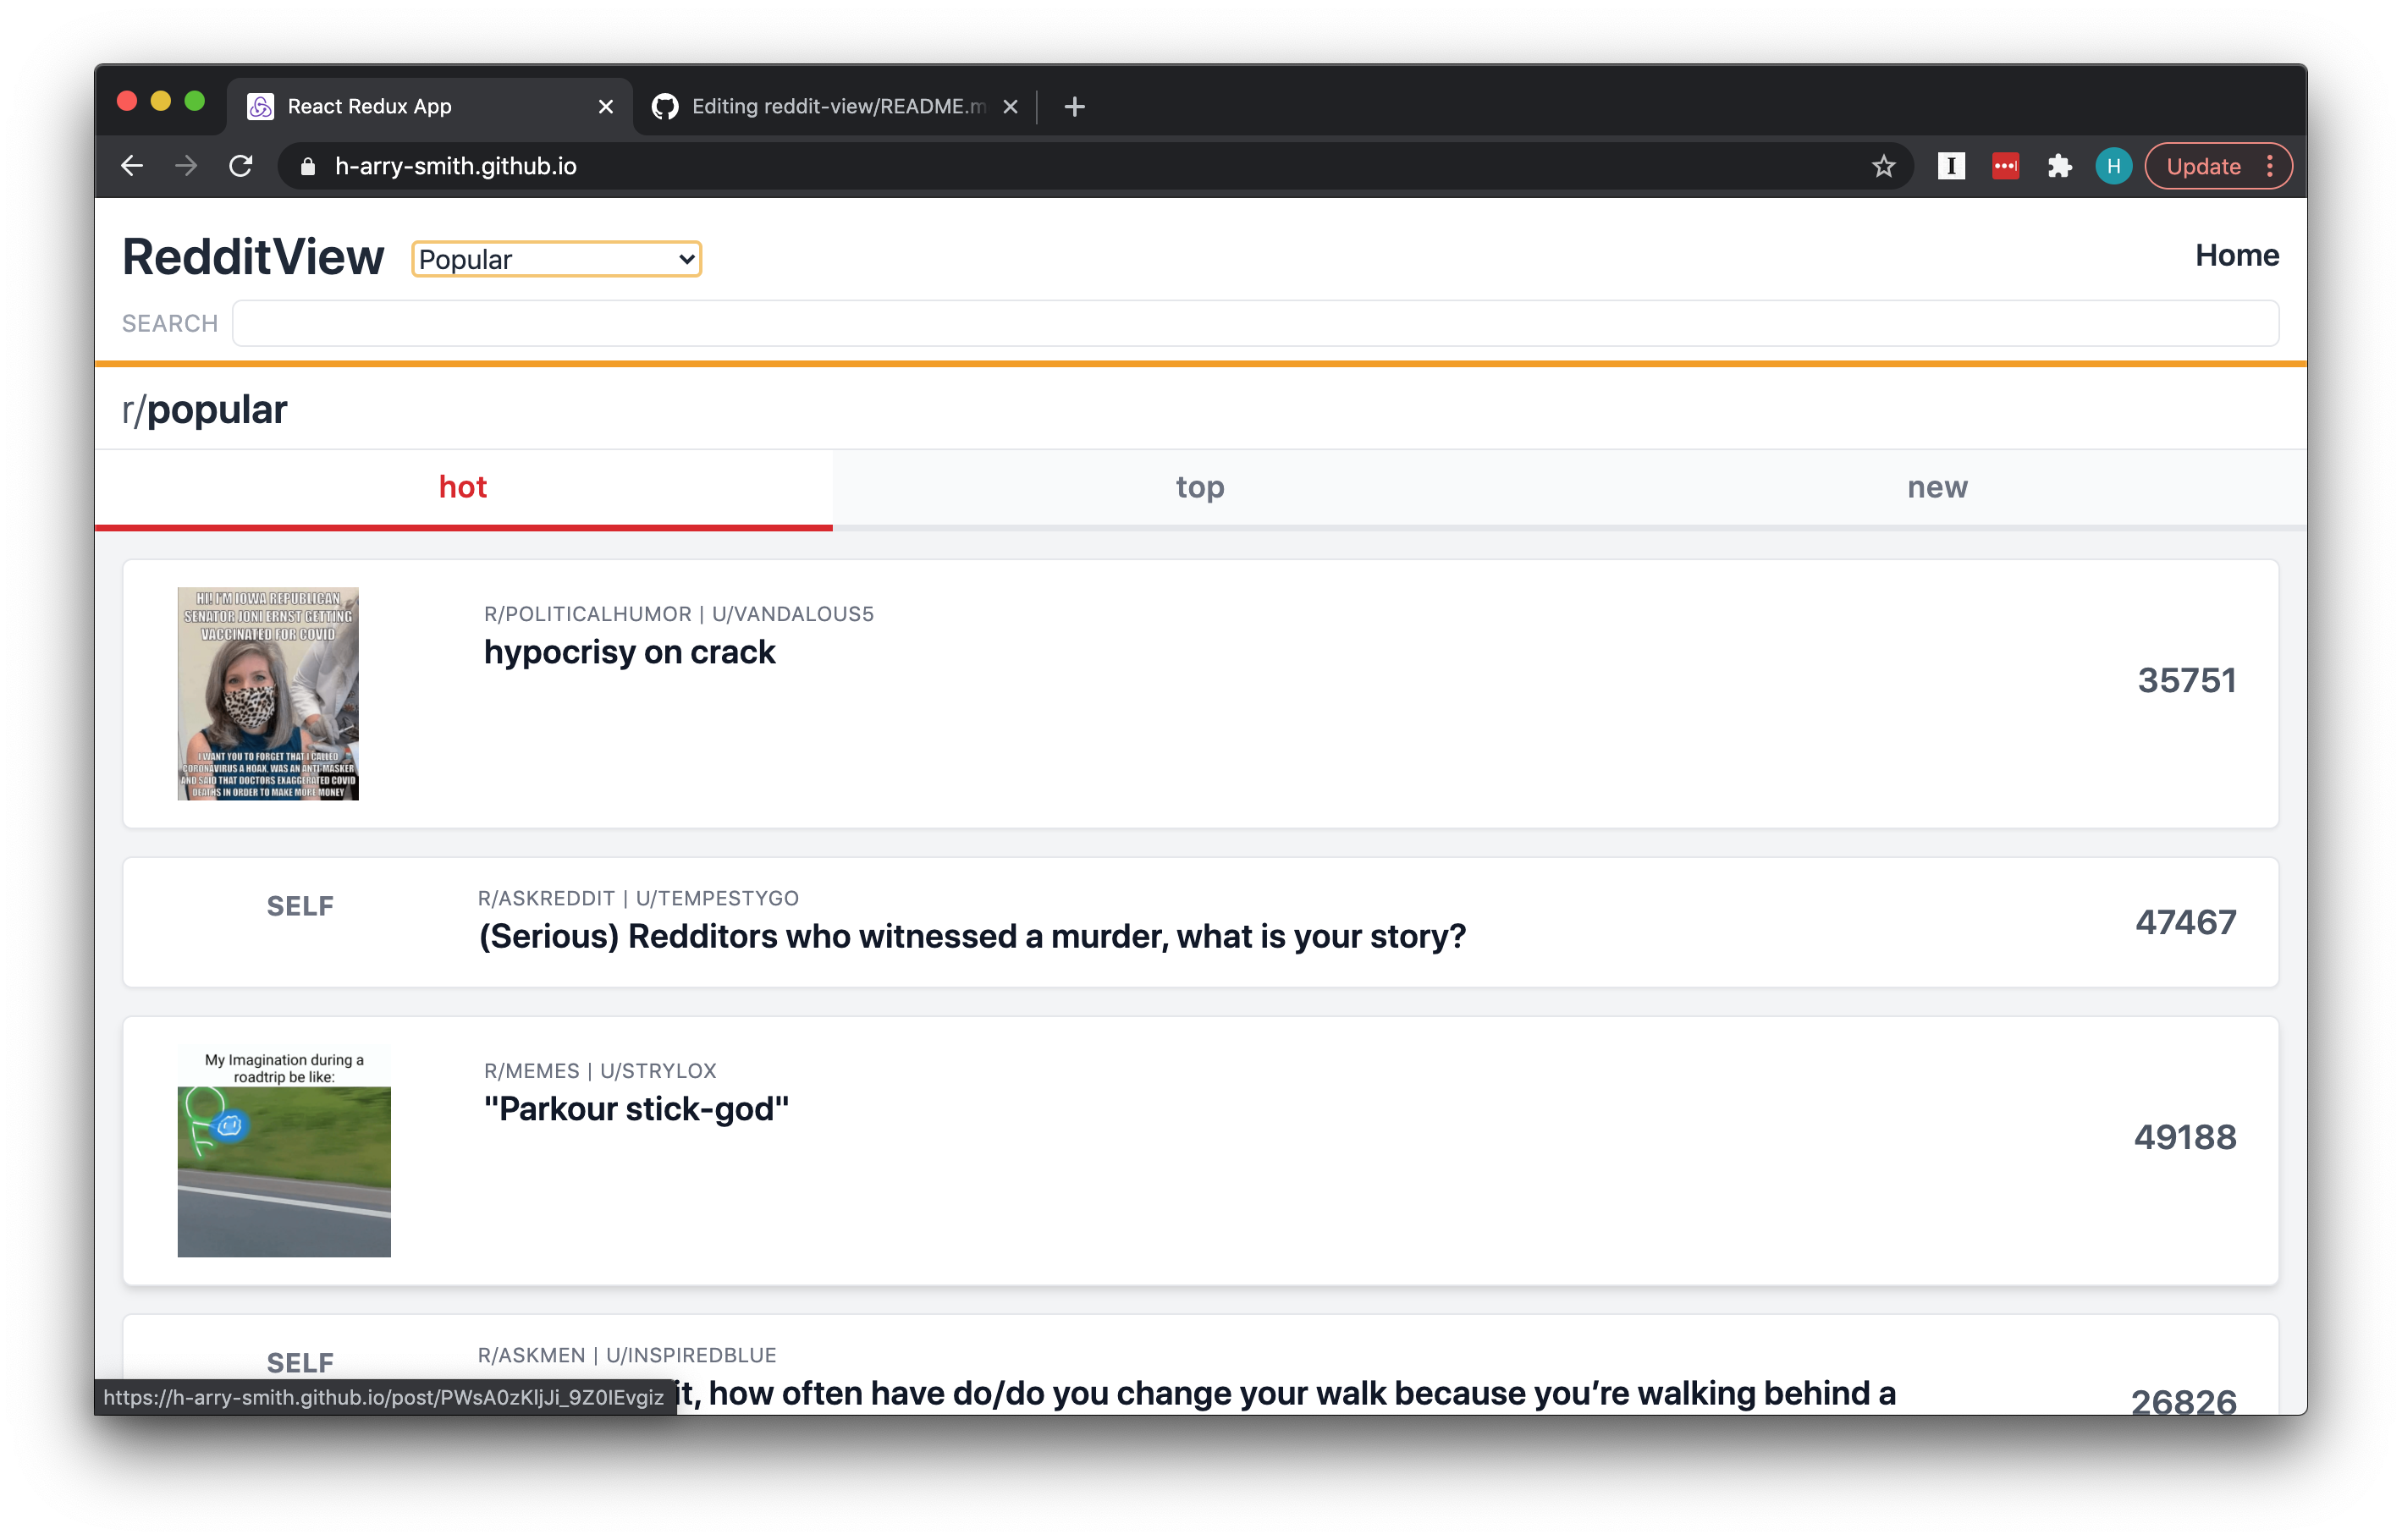 React Redux App
Editing reddit-view/README.m
h-arry-smith.github.io
H
Update
RedditView
Popular
Home
SEARCH
r/popular
hot
top
new
HI! I'M IOWA REPUBLICAN
SENATOR JONI ERNST GETTING
VACCINATED FOR COVID
I WANT YOU TO FORGET THAT I CALLED
CORONAVIRUS A HOAX, WAS AN ANTI-MASKER
AND SAID THAT DOCTORS EXAGGERATED COVID
DEATHS IN ORDER TO MAKE MORE MONEY
R/POLITICALHUMOR | U/VANDALOUS5
hypocrisy on crack
35751
SELF
R/ASKREDDIT | U/TEMPESTYGO
(Serious) Redditors who witnessed a murder, what is your story?
47467
My Imagination during a
roadtrip be like:
R/MEMES | U/STRYLOX
"Parkour stick-god"
49188
SELF
R/ASKMEN | U/INSPIREDBLUE
it, how often have do/do you change your walk because you’re walking behind a
26826
https://h-arry-smith.github.io/post/PWsA0zKljJi_9Z0IEvgiz